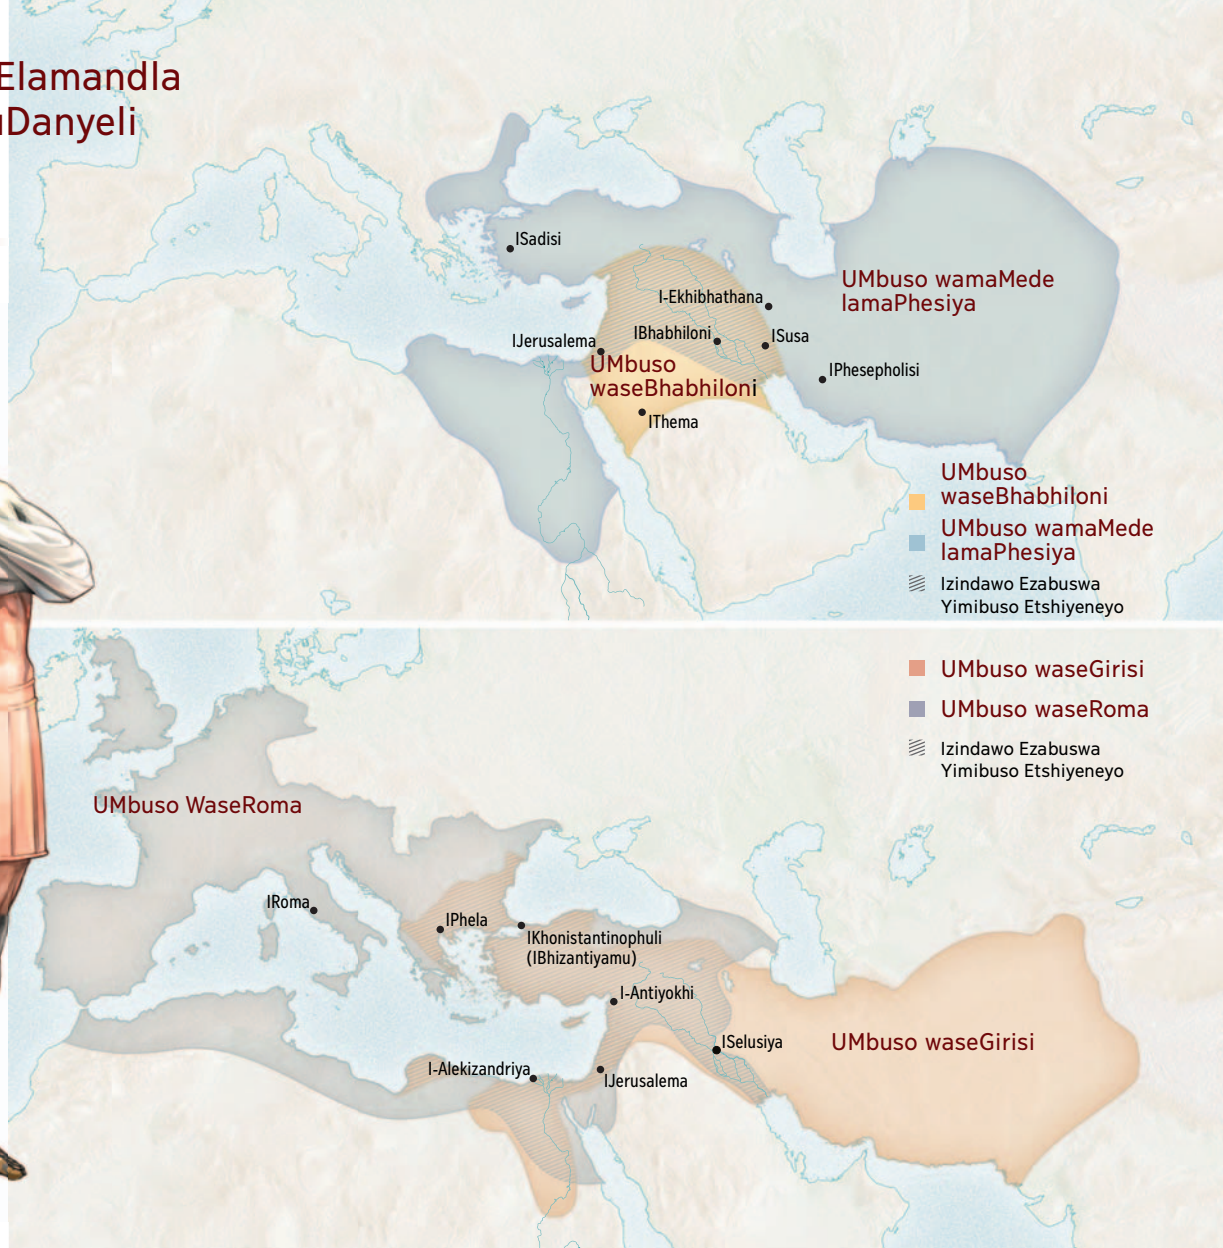 Elamandla
Danyeli
ISadisi
UMbuso wamaMede
lamaPhesiya
I-Ekhibhathana
IJerusalema
IBhabhiloni
ISusa
UMbuso
waseBhabhiloni
IPhesepholisi
IThema
UMbuso
waseBhabhiloni
UMbuso wamaMede
lamaPhesiya
Izindawo Ezabuswa
Yimibuso Etshiyeneyo
UMbuso waseGirisi
UMbuso waseRoma
Izindawo Ezabuswa
Yimibuso Etshiyeneyo
UMbuso WaseRoma
IRoma
IPhela
IKhonistantinophuli
(IBhizantiyamu)
I-Antiyokhi
ISelusiya
UMbuso waseGirisi
I-Alekizandriya
IJerusalema